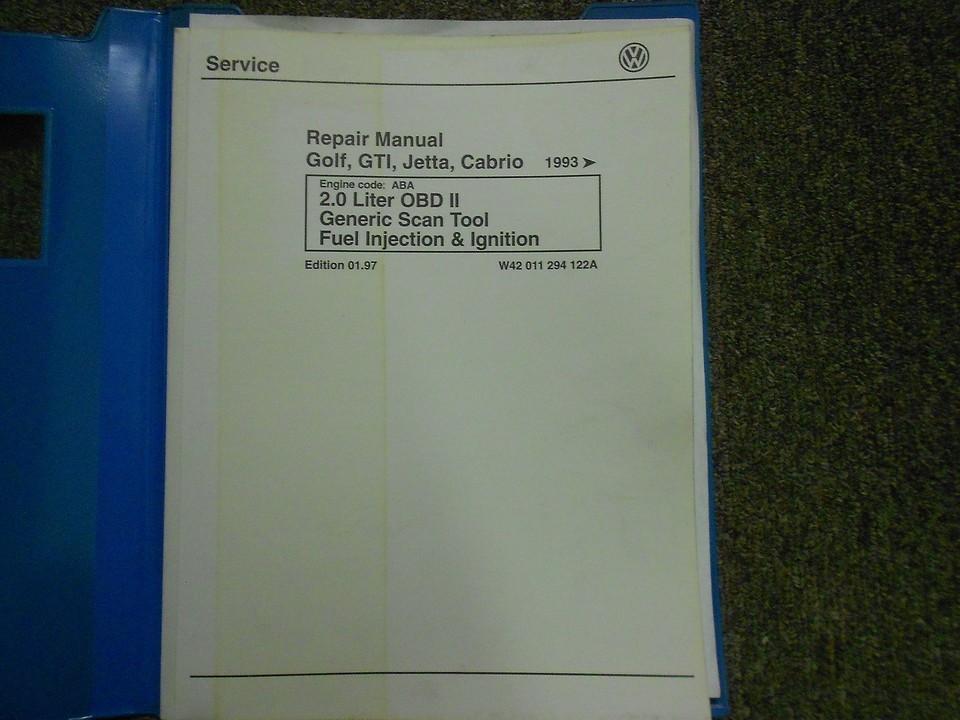 Service
Repair Manual
Golf, GTI, Jetta, Cabrio 1993 ➤
Engine code: ABA
2.0 Liter OBD II
Generic Scan Tool
Fuel Injection & Ignition
Edition 01.97 W42 011 294 122A